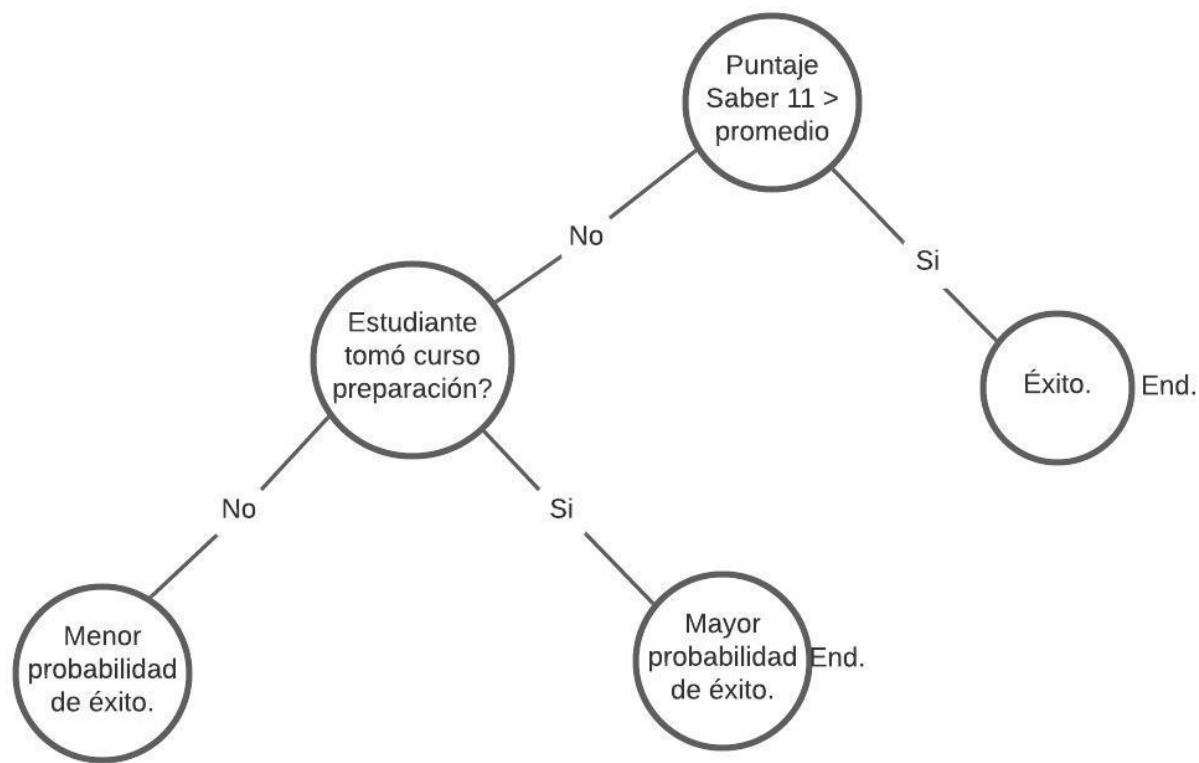 Puntaje
Saber 11 >
promedio
No
Si
Estudiante
tomó curso
preparación?
Éxito.
End.
No
Si
Menor
probabilidad
de éxito.
Mayor
probabilidad
de éxito.
End.